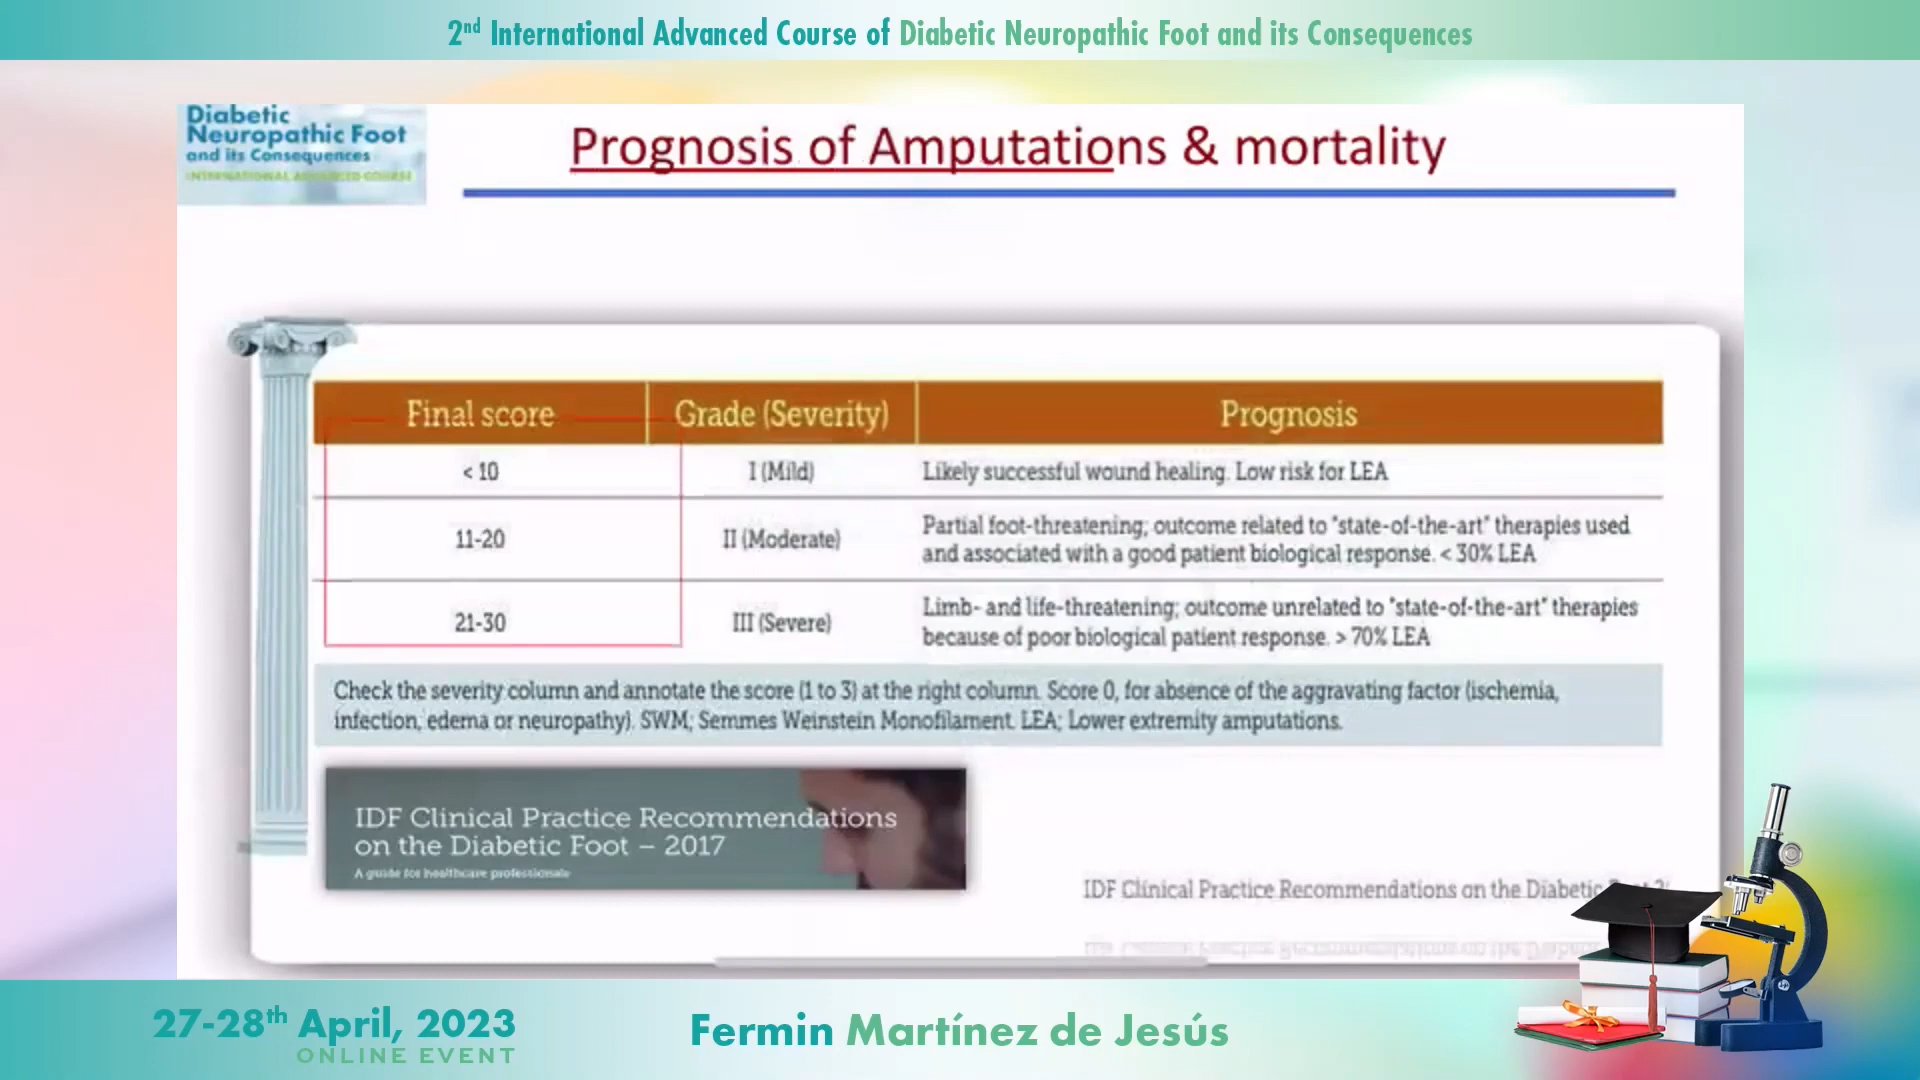 2nd International Advanced Course of Diabetic Neuropathic Foot and its Consequences
Diabetic
Neuropathic Foot
and its Consequences
INTERNATIONAL ADVANCED COURSE
Prognosis of Amputations & mortality
Final score Grade (Severity) Prognosis
< 10 I (Mild) Likely successful wound healing. Low risk for LEA
11-20 II (Moderate) Partial foot-threatening; outcome related to "state-of-the-art" therapies used
and associated with a good patient biological response. < 30% LEA
21-30 III (Severe) Limb- and life-threatening; outcome unrelated to "state-of-the-art" therapies
because of poor biological patient response. > 70% LEA
Check the severity column and annotate the score (1 to 3) at the right column. Score 0, for absence of the aggravating factor (ischemia,
infection, edema or neuropathy). SWM; Semmes Weinstein Monofilament. LEA; Lower extremity amputations.
IDF Clinical Practice Recommendations
on the Diabetic Foot – 2017
A guide for healthcare professionals
IDF Clinical Practice Recommendations on the Diabetic
27-28th April, 2023
ONLINE EVENT
Fermin Martínez de Jesús